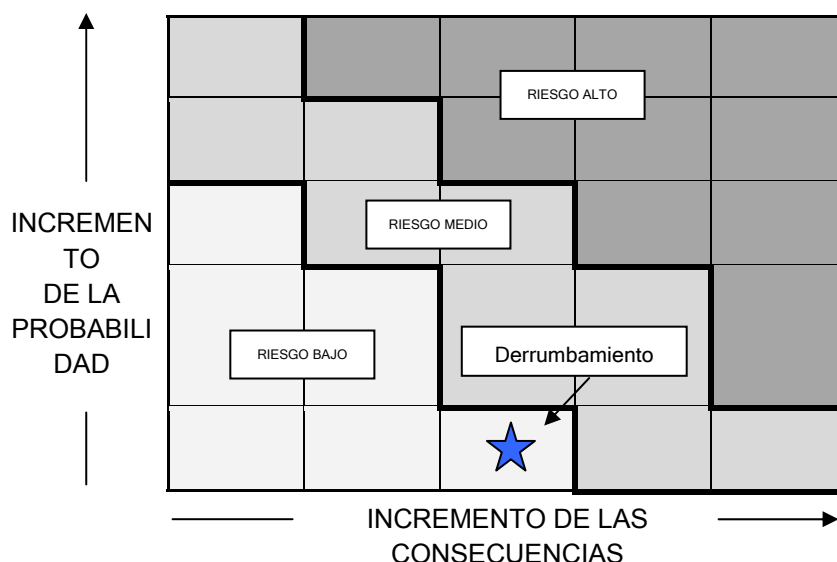 RIESGO ALTO
RIESGO MEDIO
INCREMEN
TO
DE LA
PROBABILI
DAD
RIESGO BAJO
Derrumbamiento
INCREMENTO DE LAS
CONSECUENCIAS